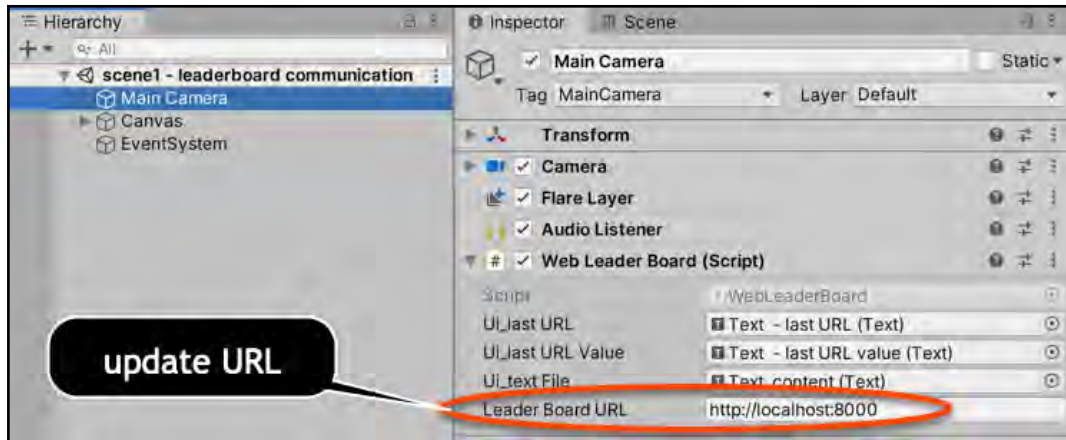 Hierarchy
All
scene1 - leaderboard communication
Main Camera
Canvas
EventSystem
Inspector
Scene
Main Camera
Static
Tag MainCamera
Layer Default
Transform
Camera
Flare Layer
Audio Listener
# Web Leader Board (Script)
Script
WebLeaderBoard
Ui_last URL
Text - last URL (Text)
Ui_last URL Value
Text - last URL value (Text)
Ui_text File
Text content (Text)
Leader Board URL
http://localhost:8000
update URL